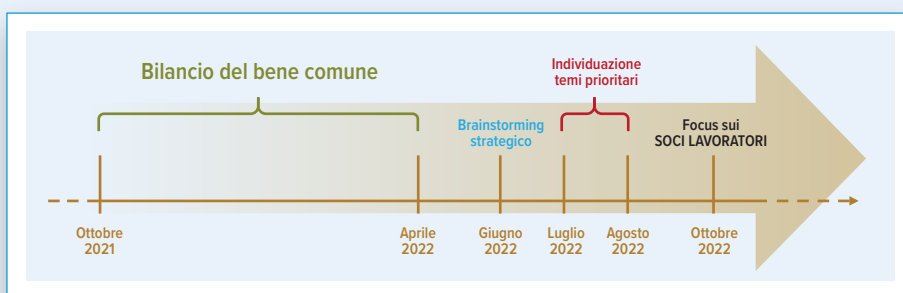 Bilancio del bene comune
Individuazione
temi prioritari
Brainstorming
strategico
Focus sui
SOCI LAVORATORI
Ottobre
2021
Aprile
2022
Giugno
2022
Luglio
2022
Agosto
2022
Ottobre
2022